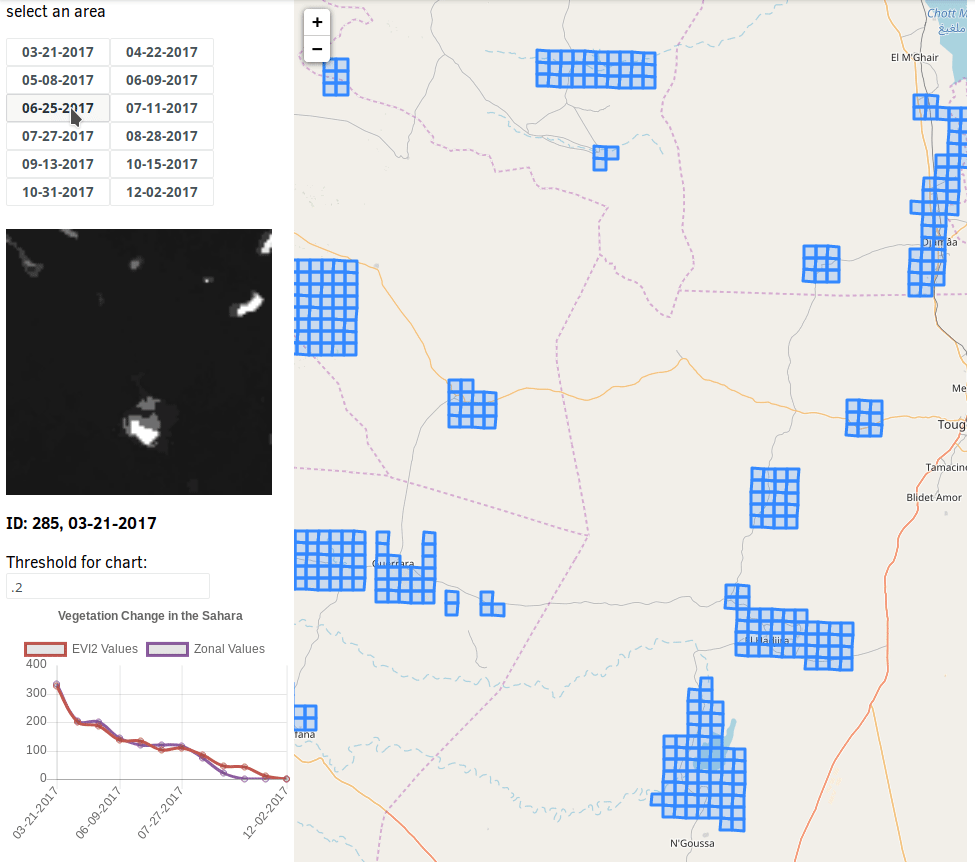 select an area
03-21-2017 04-22-2017
05-08-2017 06-09-2017
06-25-2017 07-11-2017
07-27-2017 08-28-2017
09-13-2017 10-15-2017
10-31-2017 12-02-2017
ID: 285, 03-21-2017
Threshold for chart:
.2
Vegetation Change in the Sahara
EVI2 Values Zonal Values
400
300
200
100
0
03-21-2017 06-09-2017 07-27-2017 12-02-2017
+
−
Chott M
El M'Ghair
Djamâa
Me
Toug
Tamacine
Blidet Amor
Guerrara
El Hadjira
fana
N'Goussa